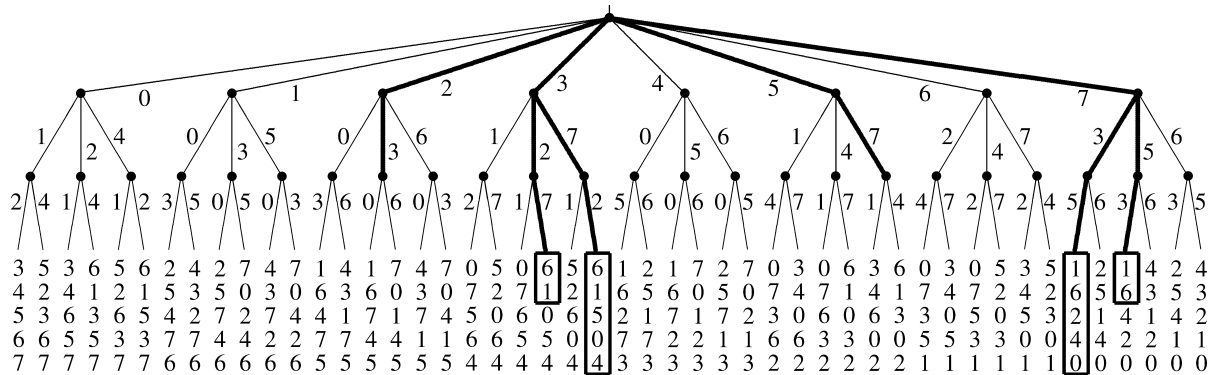 0 1 2 3 4 5 6 7
1 4 0 5 0 6 1 7 0 6 1 7 2 7 3 6
2 3 3 2 5 4 4 5
2 4 1 4 1 2 3 5 0 5 0 3 3 6 0 6 0 3 2 7 1 7 1 2 5 6 0 6 0 5 4 7 1 7 1 4 4 7 2 7 2 4 5 6 3 6 3 5
3 5 3 6 5 6 2 4 2 7 4 7 1 4 1 7 4 7 0 5 0 6 5 6 1 2 1 7 2 7 0 3 0 6 3 6 0 3 0 5 3 5 1 2 1 4 2 4
4 2 4 1 2 1 5 3 5 0 3 0 6 3 6 0 3 0 7 2 7 1 2 1 6 5 6 0 5 0 7 4 7 1 4 1 7 4 7 2 4 2 6 5 6 3 5 3
5 3 6 3 6 5 4 2 7 2 7 4 4 1 7 1 7 4 5 0 6 0 6 5 2 1 7 1 7 2 3 0 6 0 6 3 3 0 5 0 5 3 2 1 4 1 4 2
6 6 5 5 3 3 7 7 4 4 2 2 7 7 4 4 1 1 6 6 5 5 0 0 7 7 2 2 1 1 6 6 3 3 0 0 5 5 3 3 0 0 4 4 2 2 1 1
7 7 7 7 7 7 6 6 6 6 6 6 5 5 5 5 5 5 4 4 4 4 4 4 3 3 3 3 3 3 2 2 2 2 2 2 1 1 1 1 1 1 0 0 0 0 0 0